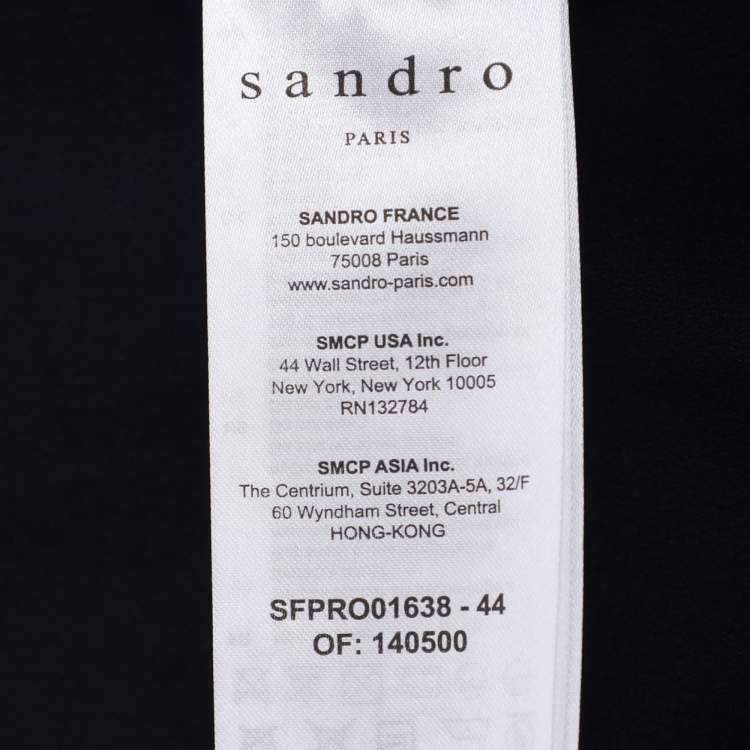 sandro
PARIS
SANDRO FRANCE
150 boulevard Haussmann
75008 Paris
www.sandro-paris.com
SMCP USA Inc.
44 Wall Street, 12th Floor
New York, New York 10005
RN132784
SMCP ASIA Inc.
The Centrium, Suite 3203A-5A, 32/F
60 Wyndham Street, Central
HONG-KONG
SFPRO01638 - 44
OF: 140500